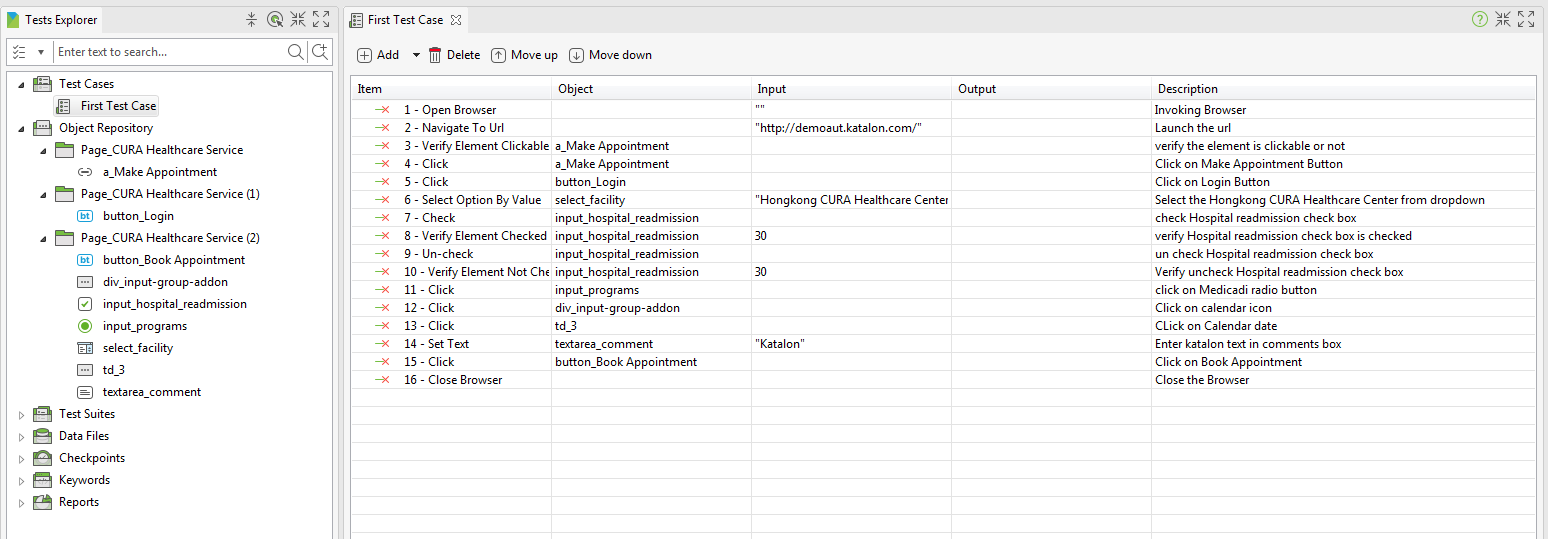 Tests Explorer
Enter text to search...
Test Cases
First Test Case
Object Repository
Page_CURA Healthcare Service
a_Make Appointment
Page_CURA Healthcare Service (1)
bt button_Login
Page_CURA Healthcare Service (2)
bt button_Book Appointment
div_input-group-addon
input_hospital_readmission
input_programs
select_facility
td_3
textarea_comment
Test Suites
Data Files
Checkpoints
Keywords
Reports
First Test Case
Add Delete Move up Move down
Item Object Input Output Description
1 - Open Browser "" Invoking Browser
2 - Navigate To Url "http://demoaut.katalon.com/" Launch the url
3 - Verify Element Clickable a_Make Appointment verify the element is clickable or not
4 - Click a_Make Appointment Click on Make Appointment Button
5 - Click button_Login Click on Login Button
6 - Select Option By Value select_facility "Hongkong CURA Healthcare Center Select the Hongkong CURA Healthcare Center from dropdown
7 - Check input_hospital_readmission check Hospital readmission check box
8 - Verify Element Checked input_hospital_readmission 30 verify Hospital readmission check box is checked
9 - Un-check input_hospital_readmission un check Hospital readmission check box
10 - Verify Element Not Che input_hospital_readmission 30 Verify uncheck Hospital readmission check box
11 - Click input_programs click on Medicadi radio button
12 - Click div_input-group-addon Click on calendar icon
13 - Click td_3 CLick on Calendar date
14 - Set Text textarea_comment "Katalon" Enter katalon text in comments box
15 - Click button_Book Appointment Click on Book Appointment
16 - Close Browser Close the Browser